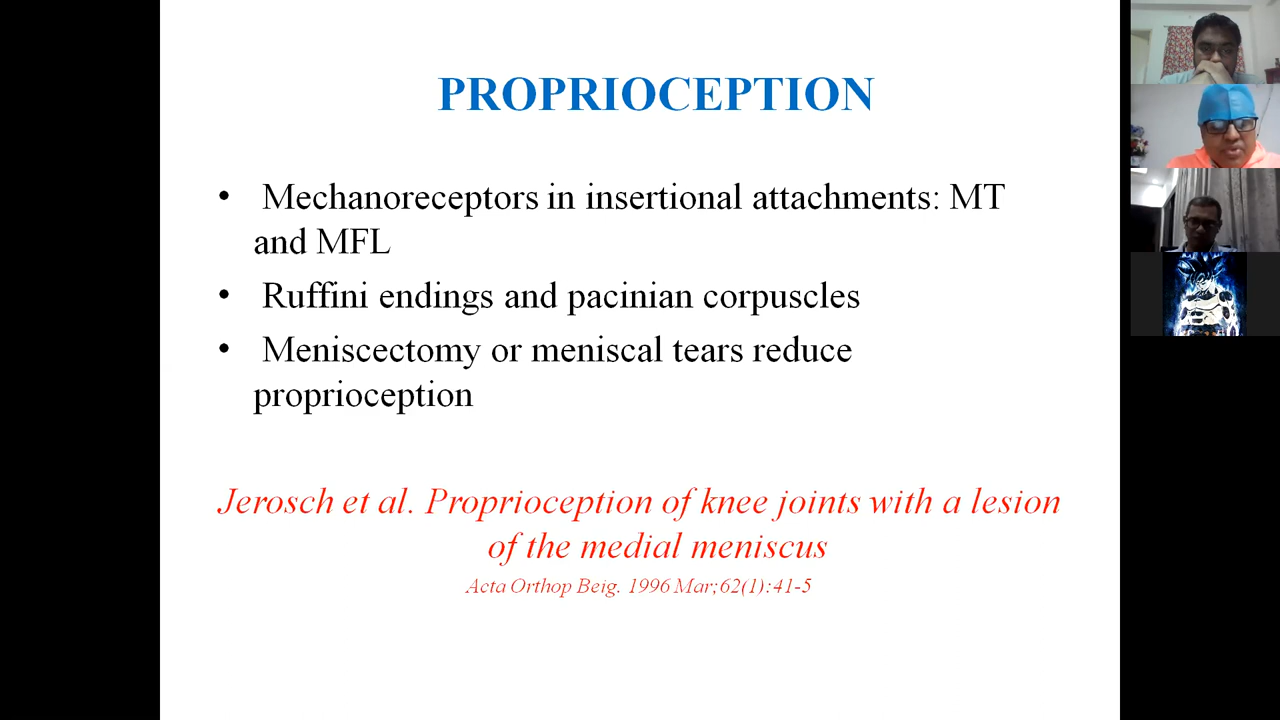 PROPRIOCEPTION
• Mechanoreceptors in insertional attachments: MT
and MFL
• Ruffini endings and pacinian corpuscles
• Meniscectomy or meniscal tears reduce
proprioception
Jerosch et al. Proprioception of knee joints with a lesion
of the medial meniscus
Acta Orthop Beig. 1996 Mar;62(1):41-5